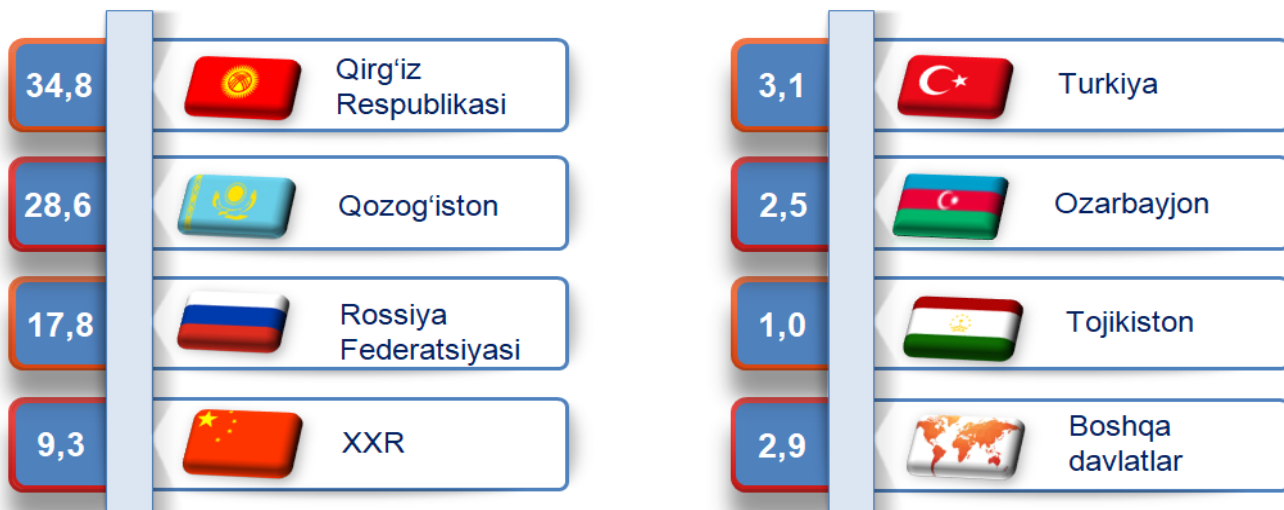 34,8
Qirg‘iz
Respublikasi
28,6
Qozog‘iston
17,8
Rossiya
Federatsiyasi
9,3
XXR
3,1
Turkiya
2,5
Ozarbayjon
1,0
Tojikiston
2,9
Boshqa
davlatlar